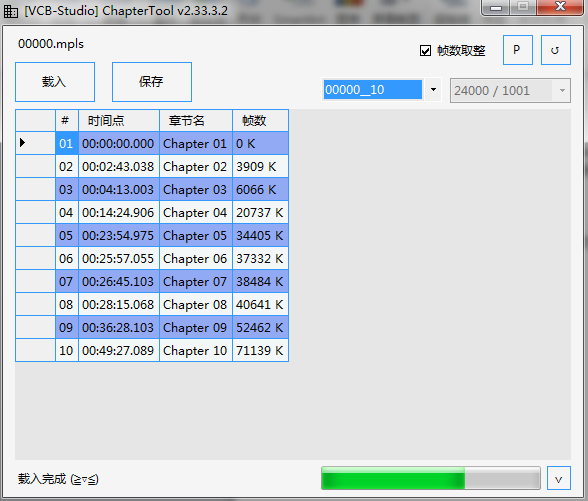 [VCB-Studio] ChapterTool v2.33.3.2
00000.mpls
帧数取整 P ↺
载入 保存
00000__10 24000 / 1001
# 时间点 章节名 帧数
01 00:00:00.000 Chapter 01 0 K
02 00:02:43.038 Chapter 02 3909 K
03 00:04:13.003 Chapter 03 6066 K
04 00:14:24.906 Chapter 04 20737 K
05 00:23:54.975 Chapter 05 34405 K
06 00:25:57.055 Chapter 06 37332 K
07 00:26:45.103 Chapter 07 38484 K
08 00:28:15.068 Chapter 08 40641 K
09 00:36:28.103 Chapter 09 52462 K
10 00:49:27.089 Chapter 10 71139 K
载入完成 (≧▽≦)
∨